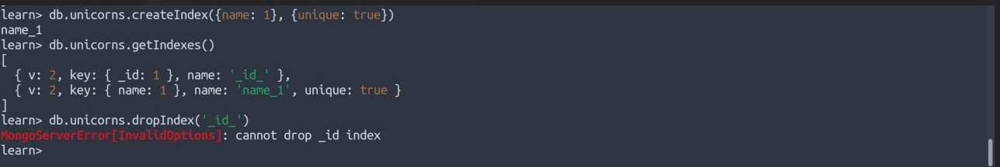 learn> db.unicorns.createIndex({name: 1}, {unique: true})
name_1
learn> db.unicorns.getIndexes()
[
  { v: 2, key: { _id: 1 }, name: '_id_' },
  { v: 2, key: { name: 1 }, name: 'name_1', unique: true }
]
learn> db.unicorns.dropIndex('_id_')
MongoServerError[InvalidOptions]: cannot drop _id index
learn>